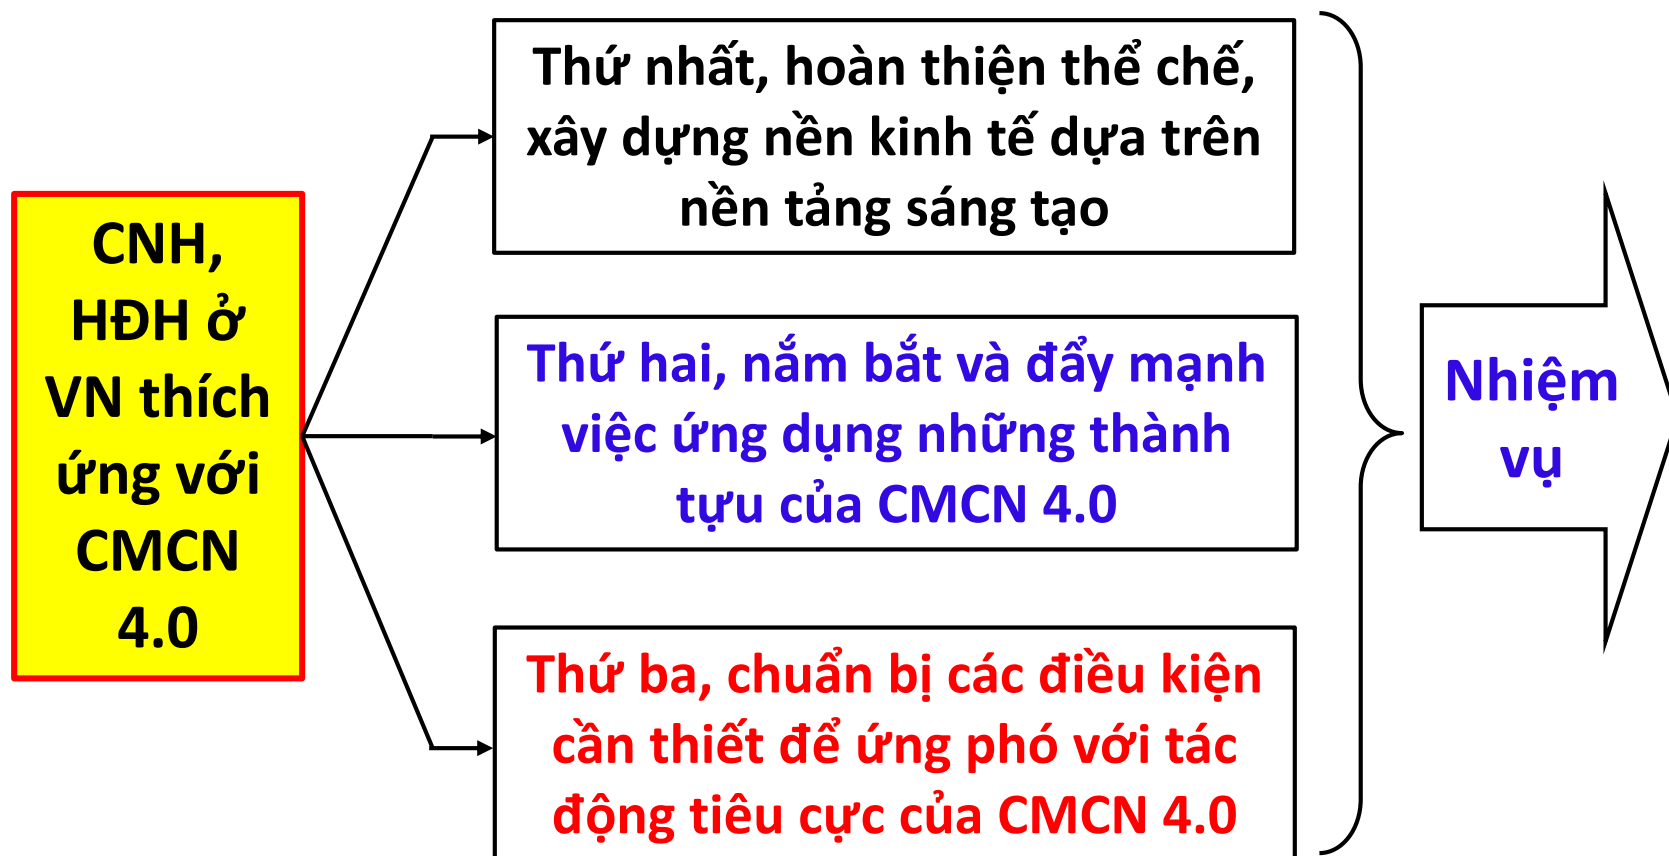 CNH,
HĐH ở
VN thích
ứng với
CMCN
4.0
Thứ nhất, hoàn thiện thể chế,
xây dựng nền kinh tế dựa trên
nền tảng sáng tạo
Thứ hai, nắm bắt và đẩy mạnh
việc ứng dụng những thành
tựu của CMCN 4.0
Thứ ba, chuẩn bị các điều kiện
cần thiết để ứng phó với tác
động tiêu cực của CMCN 4.0
Nhiệm
vụ